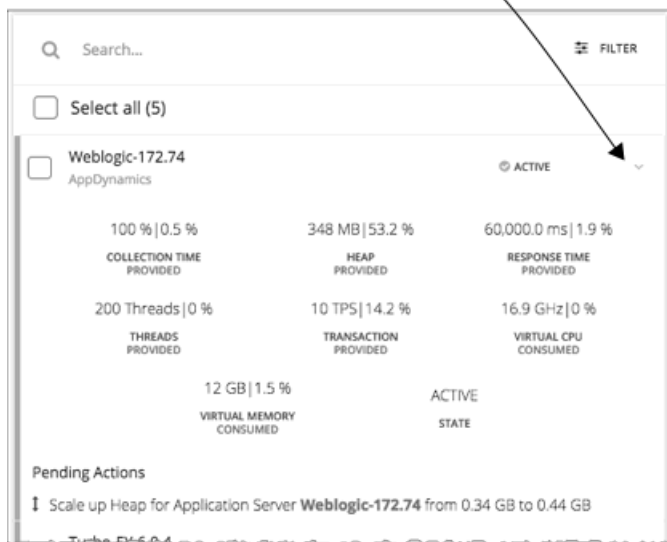 Search...
FILTER
Select all (5)
Weblogic-172.74
ACTIVE
AppDynamics
100 %|0.5 %
348 MB|53.2 %
60,000.0 ms|1.9 %
COLLECTION TIME
HEAP
RESPONSE TIME
PROVIDED
PROVIDED
PROVIDED
200 Threads|0 %
10 TPS|14.2 %
16.9 GHz|0 %
THREADS
TRANSACTION
VIRTUAL CPU
PROVIDED
PROVIDED
CONSUMED
12 GB|1.5 %
ACTIVE
VIRTUAL MEMORY
STATE
CONSUMED
Pending Actions
Scale up Heap for Application Server Weblogic-172.74 from 0.34 GB to 0.44 GB